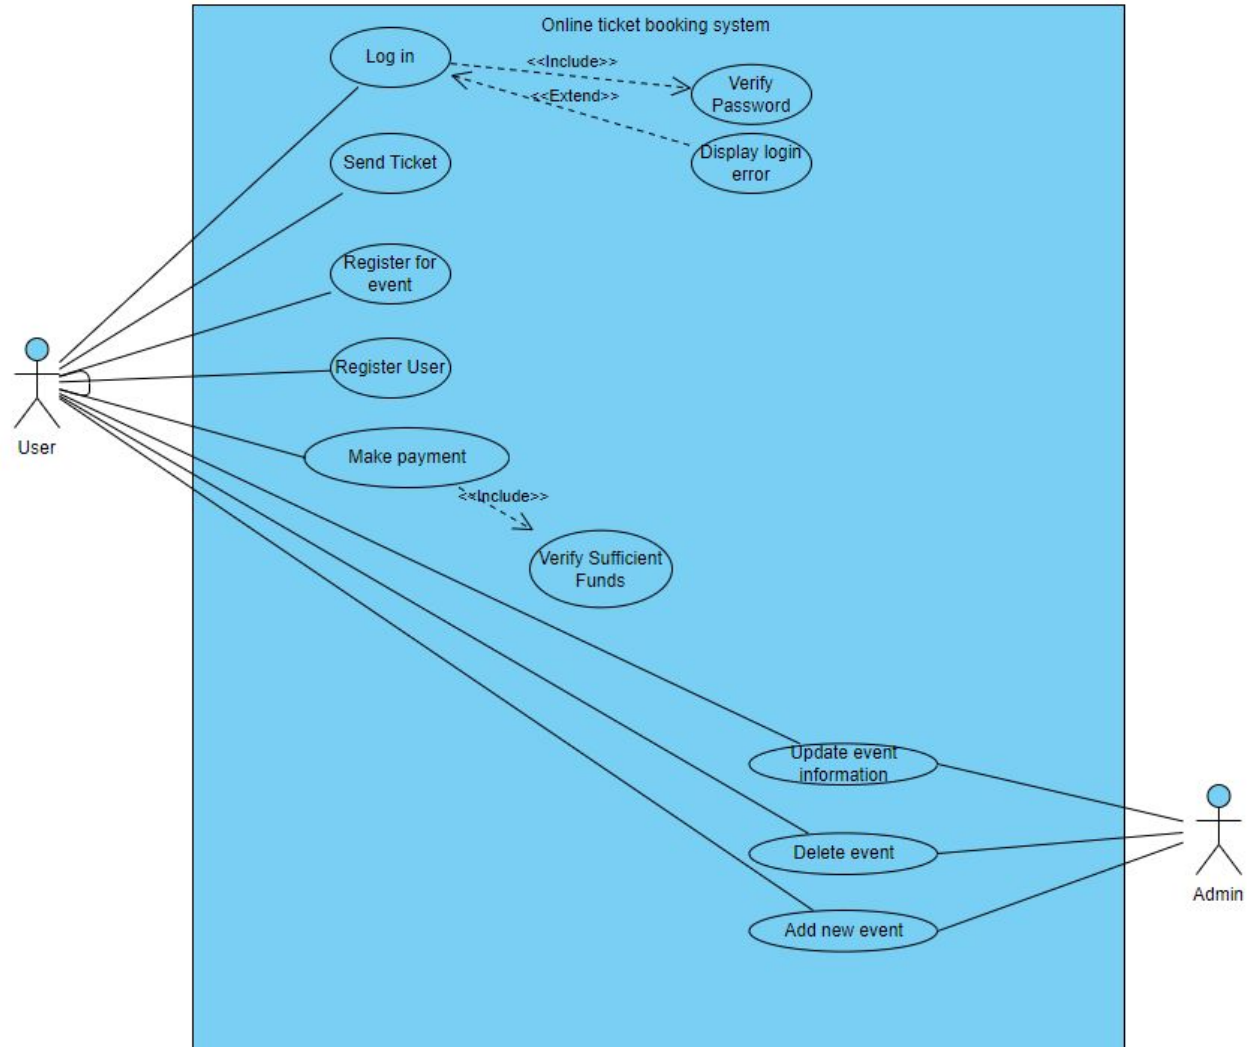 Online ticket booking system
Log in
<<Include>>
Verify
Password
<<Extend>>
Display login
error
Send Ticket
Register for
event
Register User
User
Make payment
<<Include>>
Verify Sufficient
Funds
Update event
information
Delete event
Admin
Add new event